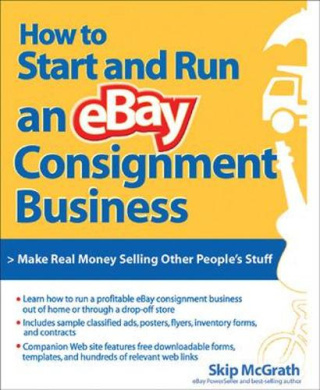 How to
Start and Run
an eBay
Consignment
Business
> Make Real Money Selling Other People's Stuff
• Learn how to run a profitable eBay consignment business
out of home or through a drop-off store
• Includes sample classified ads, posters, flyers, inventory forms,
and contracts
• Companion Web site features free downloadable forms,
templates, and hundreds of relevant web links
Skip McGrath
eBay PowerSeller and best-selling author